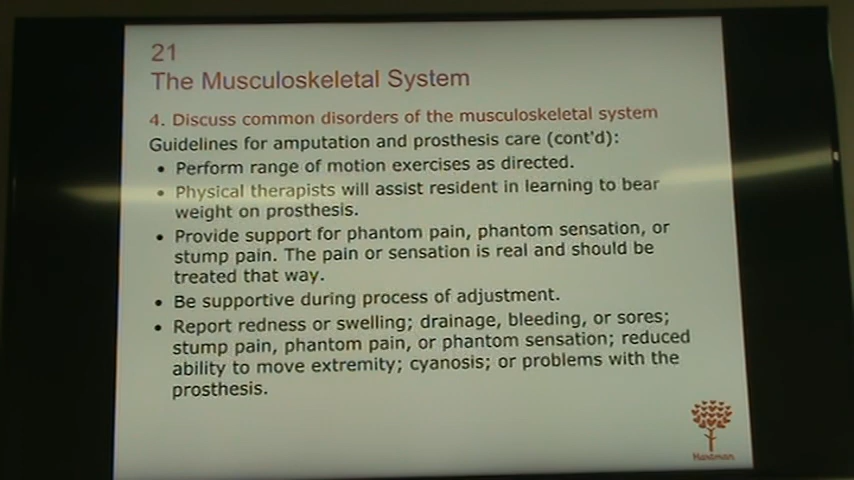 21
The Musculoskeletal System
4. Discuss common disorders of the musculoskeletal system
Guidelines for amputation and prosthesis care (cont'd):
• Perform range of motion exercises as directed.
• Physical therapists will assist resident in learning to bear
weight on prosthesis.
• Provide support for phantom pain, phantom sensation, or
stump pain. The pain or sensation is real and should be
treated that way.
• Be supportive during process of adjustment.
• Report redness or swelling; drainage, bleeding, or sores;
stump pain, phantom pain, or phantom sensation; reduced
ability to move extremity; cyanosis; or problems with the
prosthesis.
Hartman